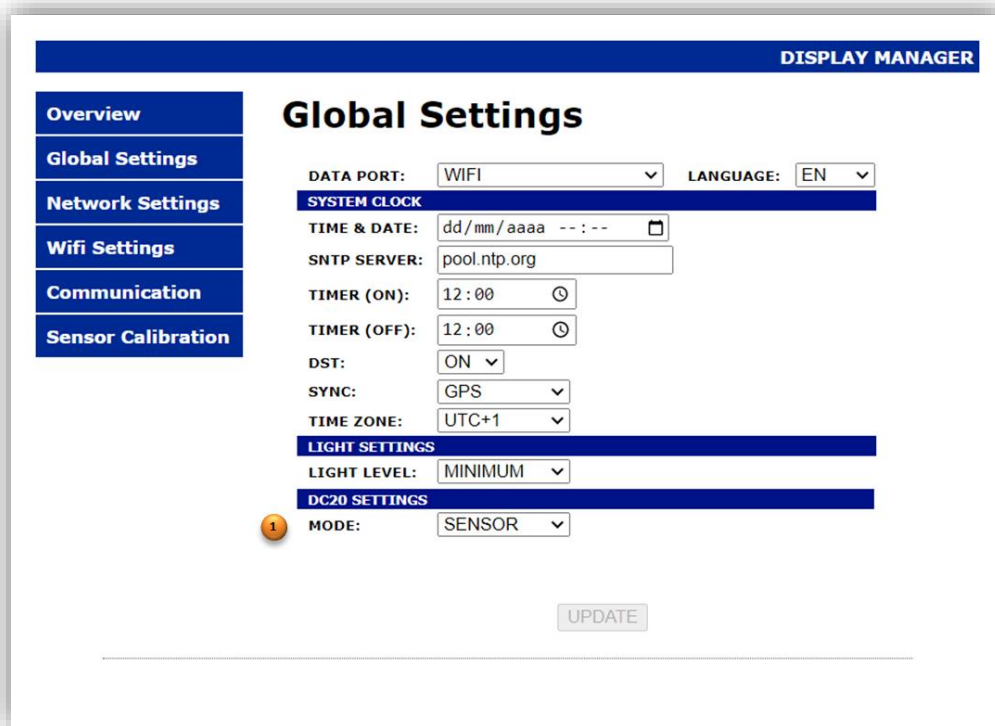 DISPLAY MANAGER
Overview
Global Settings
Network Settings
Wifi Settings
Communication
Sensor Calibration
Global Settings
DATA PORT: WIFI LANGUAGE: EN
SYSTEM CLOCK
TIME & DATE: dd/mm/aaaa --:--
SNTP SERVER: pool.ntp.org
TIMER (ON): 12:00
TIMER (OFF): 12:00
DST: ON
SYNC: GPS
TIME ZONE: UTC+1
LIGHT SETTINGS
LIGHT LEVEL: MINIMUM
DC20 SETTINGS
1 MODE: SENSOR
UPDATE